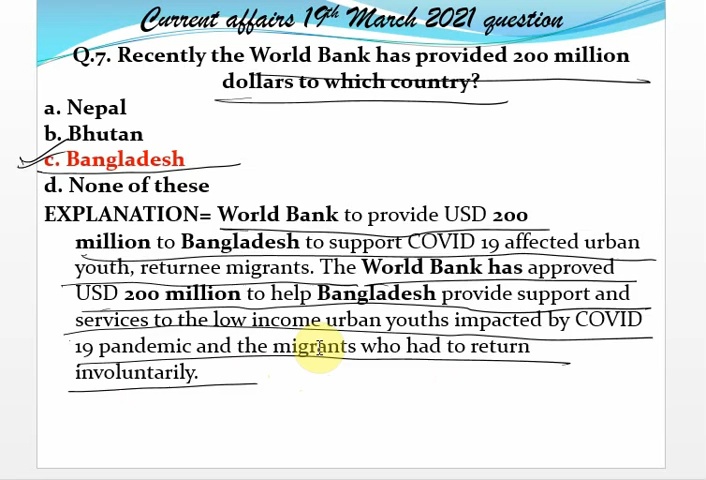 Current affairs 19th March 2021 question
Q.7. Recently the World Bank has provided 200 million
dollars to which country?
a. Nepal
b. Bhutan
c. Bangladesh
d. None of these
EXPLANATION= World Bank to provide USD 200
million to Bangladesh to support COVID 19 affected urban
youth, returnee migrants. The World Bank has approved
USD 200 million to help Bangladesh provide support and
services to the low income urban youths impacted by COVID
19 pandemic and the migrants who had to return
involuntarily.